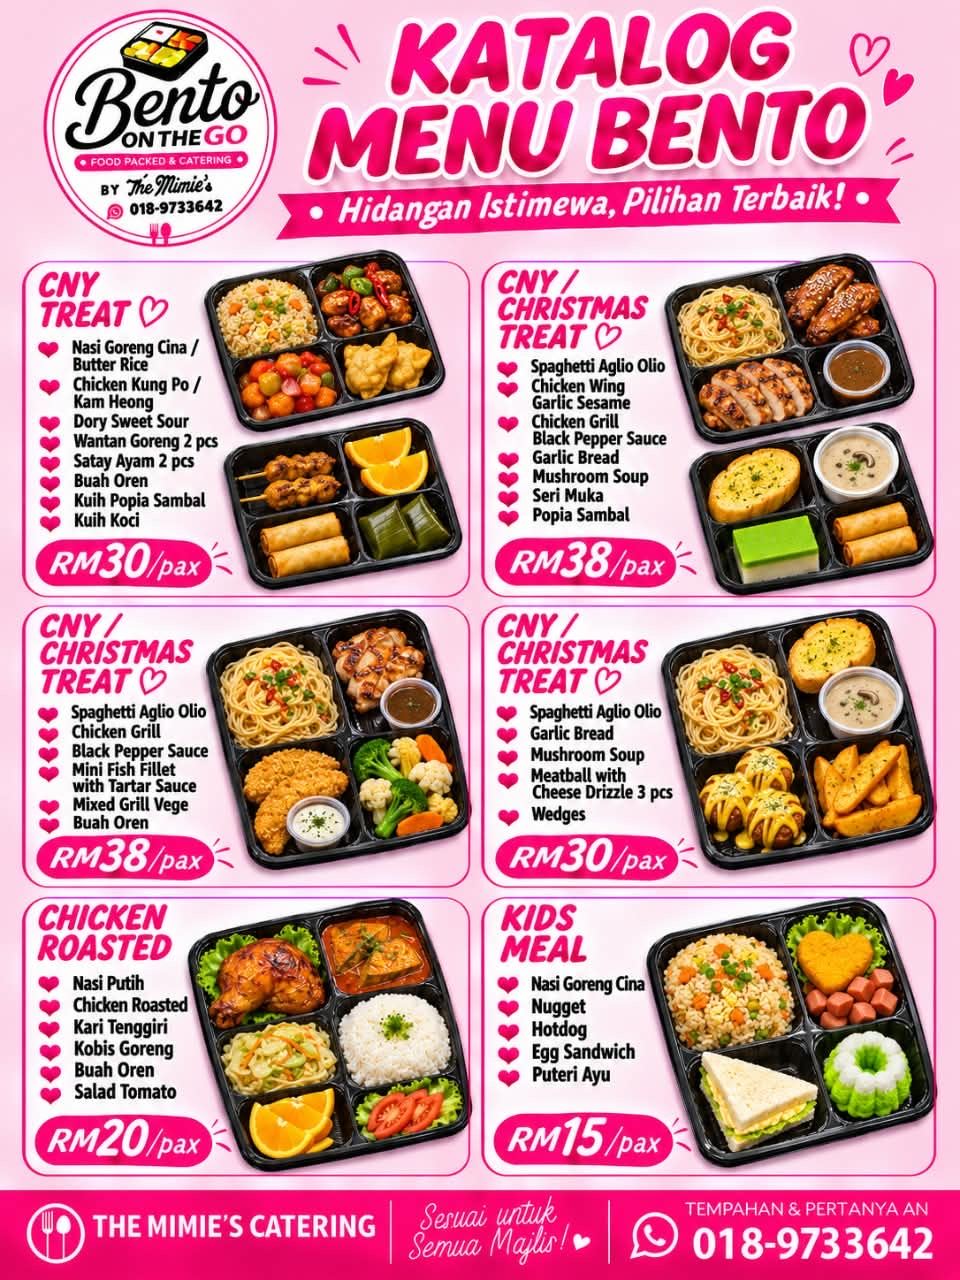 Bento
ON THE GO
• FOOD PACKED & CATERING •
BY The Mimie's
018-9733642
KATALOG
MENU BENTO
• Hidangan Istimewa, Pilihan Terbaik! •
CNY
TREAT
Nasi Goreng Cina /
Butter Rice
Chicken Kung Po /
Kam Heong
Dory Sweet Sour
Wantan Goreng 2 pcs
Satay Ayam 2 pcs
Buah Oren
Kuih Popia Sambal
Kuih Koci
RM30/pax
CNY /
CHRISTMAS
TREAT
Spaghetti Aglio Olio
Chicken Wing
Garlic Sesame
Chicken Grill
Black Pepper Sauce
Garlic Bread
Mushroom Soup
Seri Muka
Popia Sambal
RM38/pax
CNY /
CHRISTMAS
TREAT
Spaghetti Aglio Olio
Chicken Grill
Black Pepper Sauce
Mini Fish Fillet
with Tartar Sauce
Mixed Grill Vege
Buah Oren
RM38/pax
CNY /
CHRISTMAS
TREAT
Spaghetti Aglio Olio
Garlic Bread
Mushroom Soup
Meatball with
Cheese Drizzle 3 pcs
Wedges
RM30/pax
CHICKEN
ROASTED
Nasi Putih
Chicken Roasted
Kari Tenggiri
Kobis Goreng
Buah Oren
Salad Tomato
RM20/pax
KIDS
MEAL
Nasi Goreng Cina
Nugget
Hotdog
Egg Sandwich
Puteri Ayu
RM15/pax
THE MIMIE'S CATERING
Sesuai untuk
Semua Majlis!
TEMPAHAN & PERTANYA AN
018-9733642